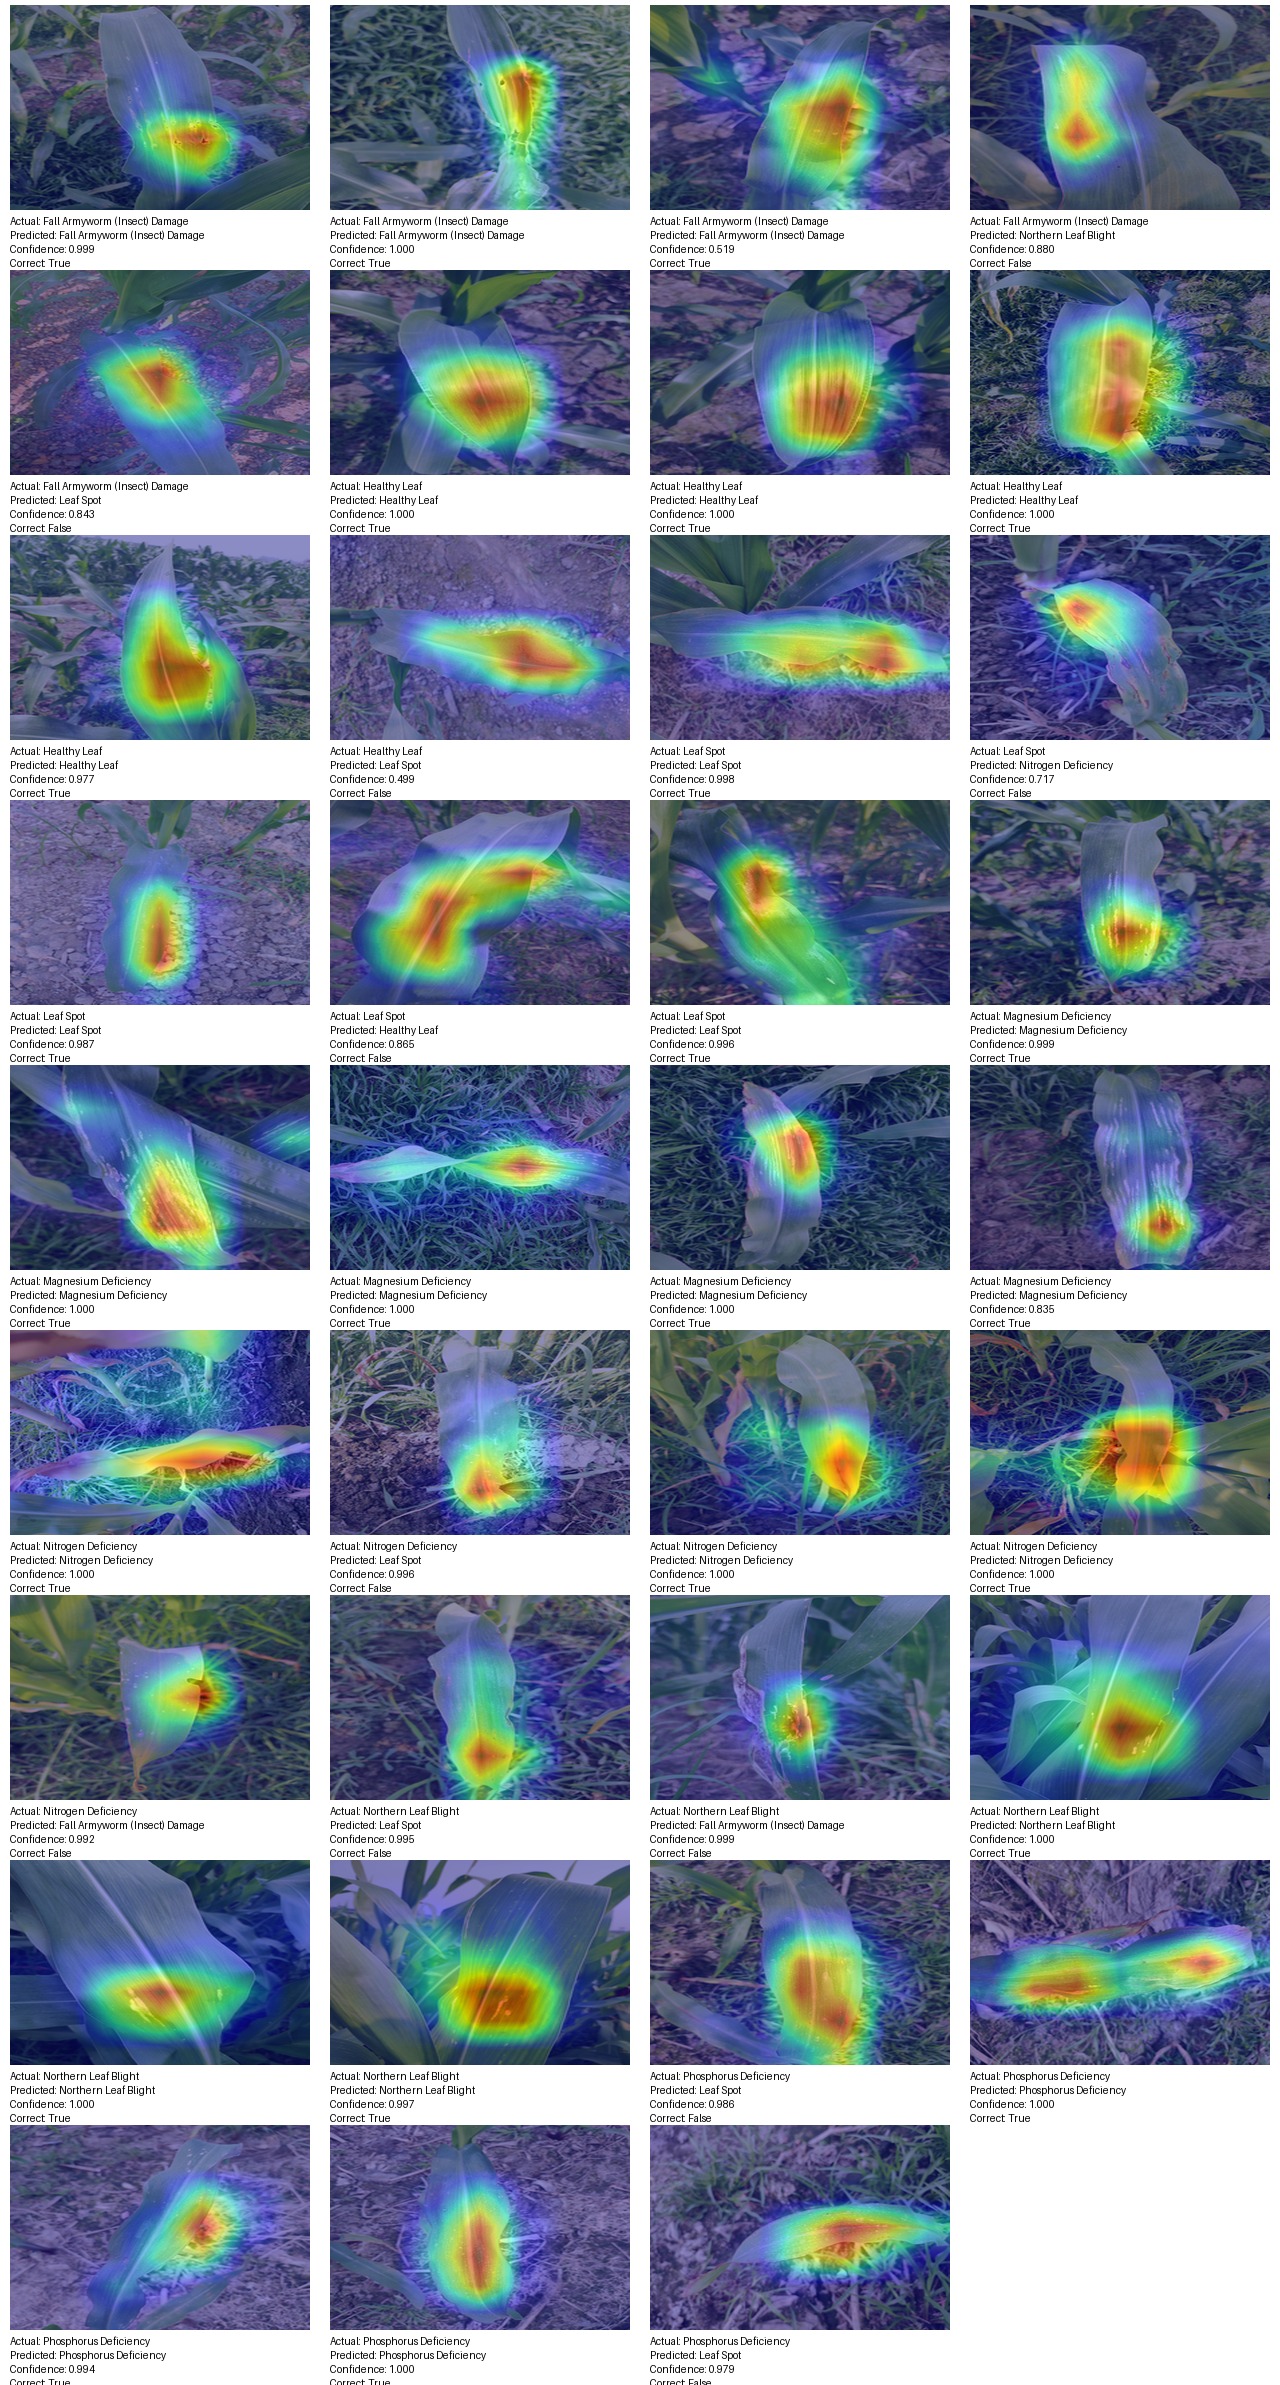 Actual: Fall Armyworm (Insect) Damage
Predicted: Fall Armyworm (Insect) Damage
Confidence: 0.999
Correct: True
Actual: Fall Armyworm (Insect) Damage
Predicted: Fall Armyworm (Insect) Damage
Confidence: 1.000
Correct: True
Actual: Fall Armyworm (Insect) Damage
Predicted: Fall Armyworm (Insect) Damage
Confidence: 0.519
Correct: True
Actual: Fall Armyworm (Insect) Damage
Predicted: Northern Leaf Blight
Confidence: 0.880
Correct: False
Actual: Fall Armyworm (Insect) Damage
Predicted: Leaf Spot
Confidence: 0.843
Correct: False
Actual: Healthy Leaf
Predicted: Healthy Leaf
Confidence: 1.000
Correct: True
Actual: Healthy Leaf
Predicted: Healthy Leaf
Confidence: 1.000
Correct: True
Actual: Healthy Leaf
Predicted: Healthy Leaf
Confidence: 1.000
Correct: True
Actual: Healthy Leaf
Predicted: Healthy Leaf
Confidence: 0.977
Correct: True
Actual: Healthy Leaf
Predicted: Leaf Spot
Confidence: 0.499
Correct: False
Actual: Leaf Spot
Predicted: Leaf Spot
Confidence: 0.998
Correct: True
Actual: Leaf Spot
Predicted: Nitrogen Deficiency
Confidence: 0.717
Correct: False
Actual: Leaf Spot
Predicted: Leaf Spot
Confidence: 0.987
Correct: True
Actual: Leaf Spot
Predicted: Healthy Leaf
Confidence: 0.865
Correct: False
Actual: Leaf Spot
Predicted: Leaf Spot
Confidence: 0.996
Correct: True
Actual: Magnesium Deficiency
Predicted: Magnesium Deficiency
Confidence: 0.999
Correct: True
Actual: Magnesium Deficiency
Predicted: Magnesium Deficiency
Confidence: 1.000
Correct: True
Actual: Magnesium Deficiency
Predicted: Magnesium Deficiency
Confidence: 1.000
Correct: True
Actual: Magnesium Deficiency
Predicted: Magnesium Deficiency
Confidence: 1.000
Correct: True
Actual: Magnesium Deficiency
Predicted: Magnesium Deficiency
Confidence: 0.835
Correct: True
Actual: Nitrogen Deficiency
Predicted: Nitrogen Deficiency
Confidence: 1.000
Correct: True
Actual: Nitrogen Deficiency
Predicted: Leaf Spot
Confidence: 0.996
Correct: False
Actual: Nitrogen Deficiency
Predicted: Nitrogen Deficiency
Confidence: 1.000
Correct: True
Actual: Nitrogen Deficiency
Predicted: Nitrogen Deficiency
Confidence: 1.000
Correct: True
Actual: Nitrogen Deficiency
Predicted: Fall Armyworm (Insect) Damage
Confidence: 0.992
Correct: False
Actual: Northern Leaf Blight
Predicted: Leaf Spot
Confidence: 0.995
Correct: False
Actual: Northern Leaf Blight
Predicted: Fall Armyworm (Insect) Damage
Confidence: 0.999
Correct: False
Actual: Northern Leaf Blight
Predicted: Northern Leaf Blight
Confidence: 1.000
Correct: True
Actual: Northern Leaf Blight
Predicted: Northern Leaf Blight
Confidence: 1.000
Correct: True
Actual: Northern Leaf Blight
Predicted: Northern Leaf Blight
Confidence: 0.997
Correct: True
Actual: Phosphorus Deficiency
Predicted: Leaf Spot
Confidence: 0.986
Correct: False
Actual: Phosphorus Deficiency
Predicted: Phosphorus Deficiency
Confidence: 1.000
Correct: True
Actual: Phosphorus Deficiency
Predicted: Phosphorus Deficiency
Confidence: 0.994
Correct: True
Actual: Phosphorus Deficiency
Predicted: Phosphorus Deficiency
Confidence: 1.000
Correct: True
Actual: Phosphorus Deficiency
Predicted: Leaf Spot
Confidence: 0.979
Correct: False